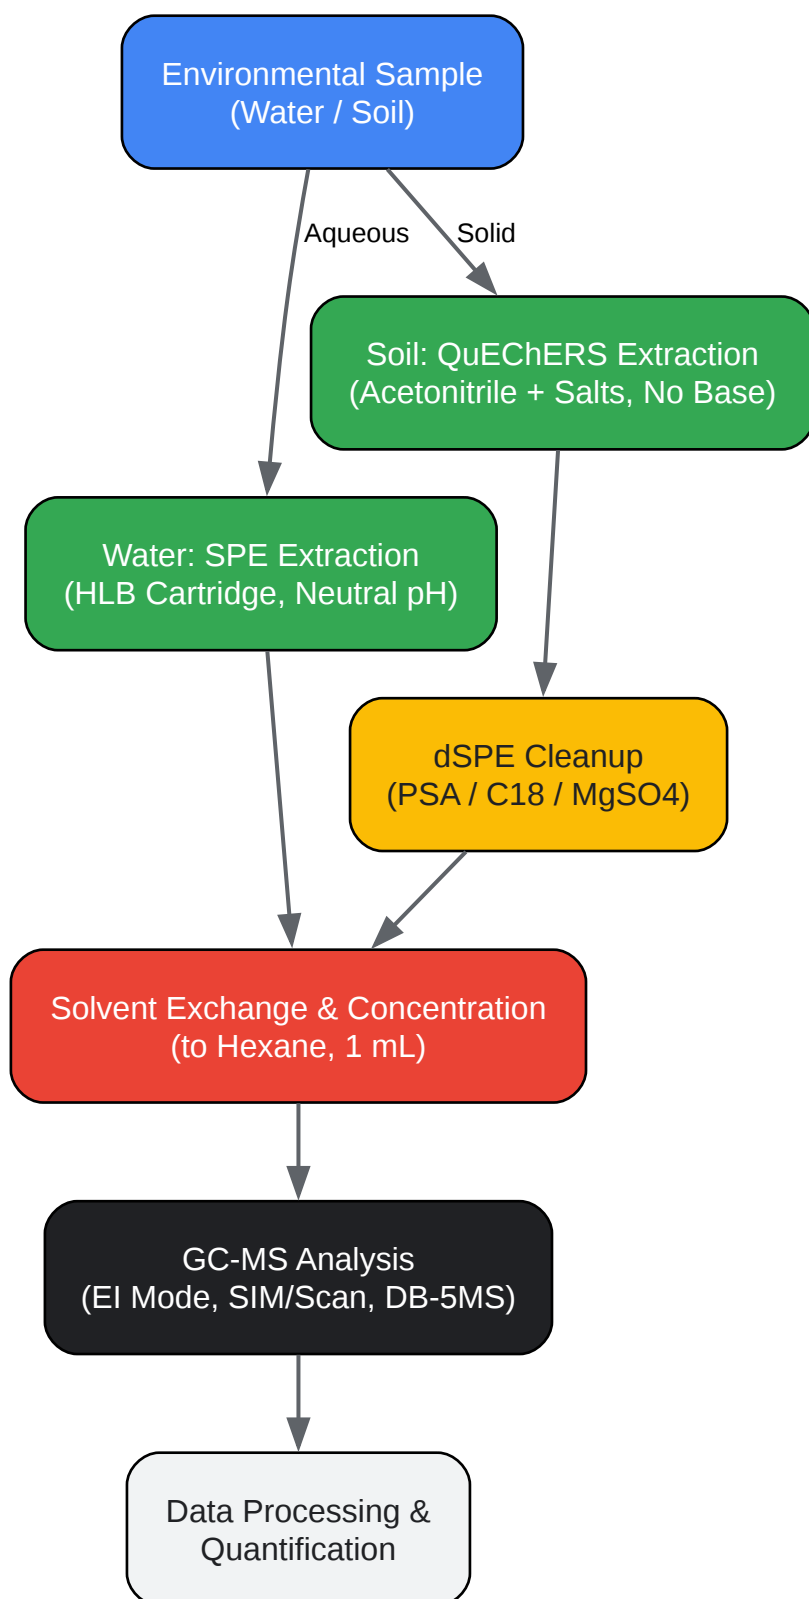 Environmental Sample
(Water / Soil)
Aqueous
Solid
Soil: QuEChERS Extraction
(Acetonitrile + Salts, No Base)
Water: SPE Extraction
(HLB Cartridge, Neutral pH)
dSPE Cleanup
(PSA / C18 / MgSO4)
Solvent Exchange & Concentration
(to Hexane, 1 mL)
GC-MS Analysis
(EI Mode, SIM/Scan, DB-5MS)
Data Processing &
Quantification